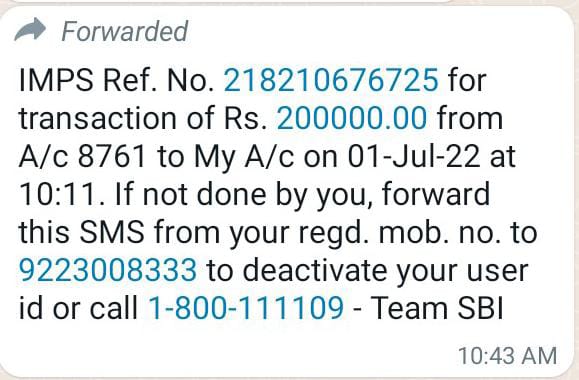 Forwarded
IMPS Ref. No. 218210676725 for
transaction of Rs. 200000.00 from
A/c 8761 to My A/c on 01-Jul-22 at
10:11. If not done by you, forward
this SMS from your regd. mob. no. to
9223008333 to deactivate your user
id or call 1-800-111109 - Team SBI
10:43 AM